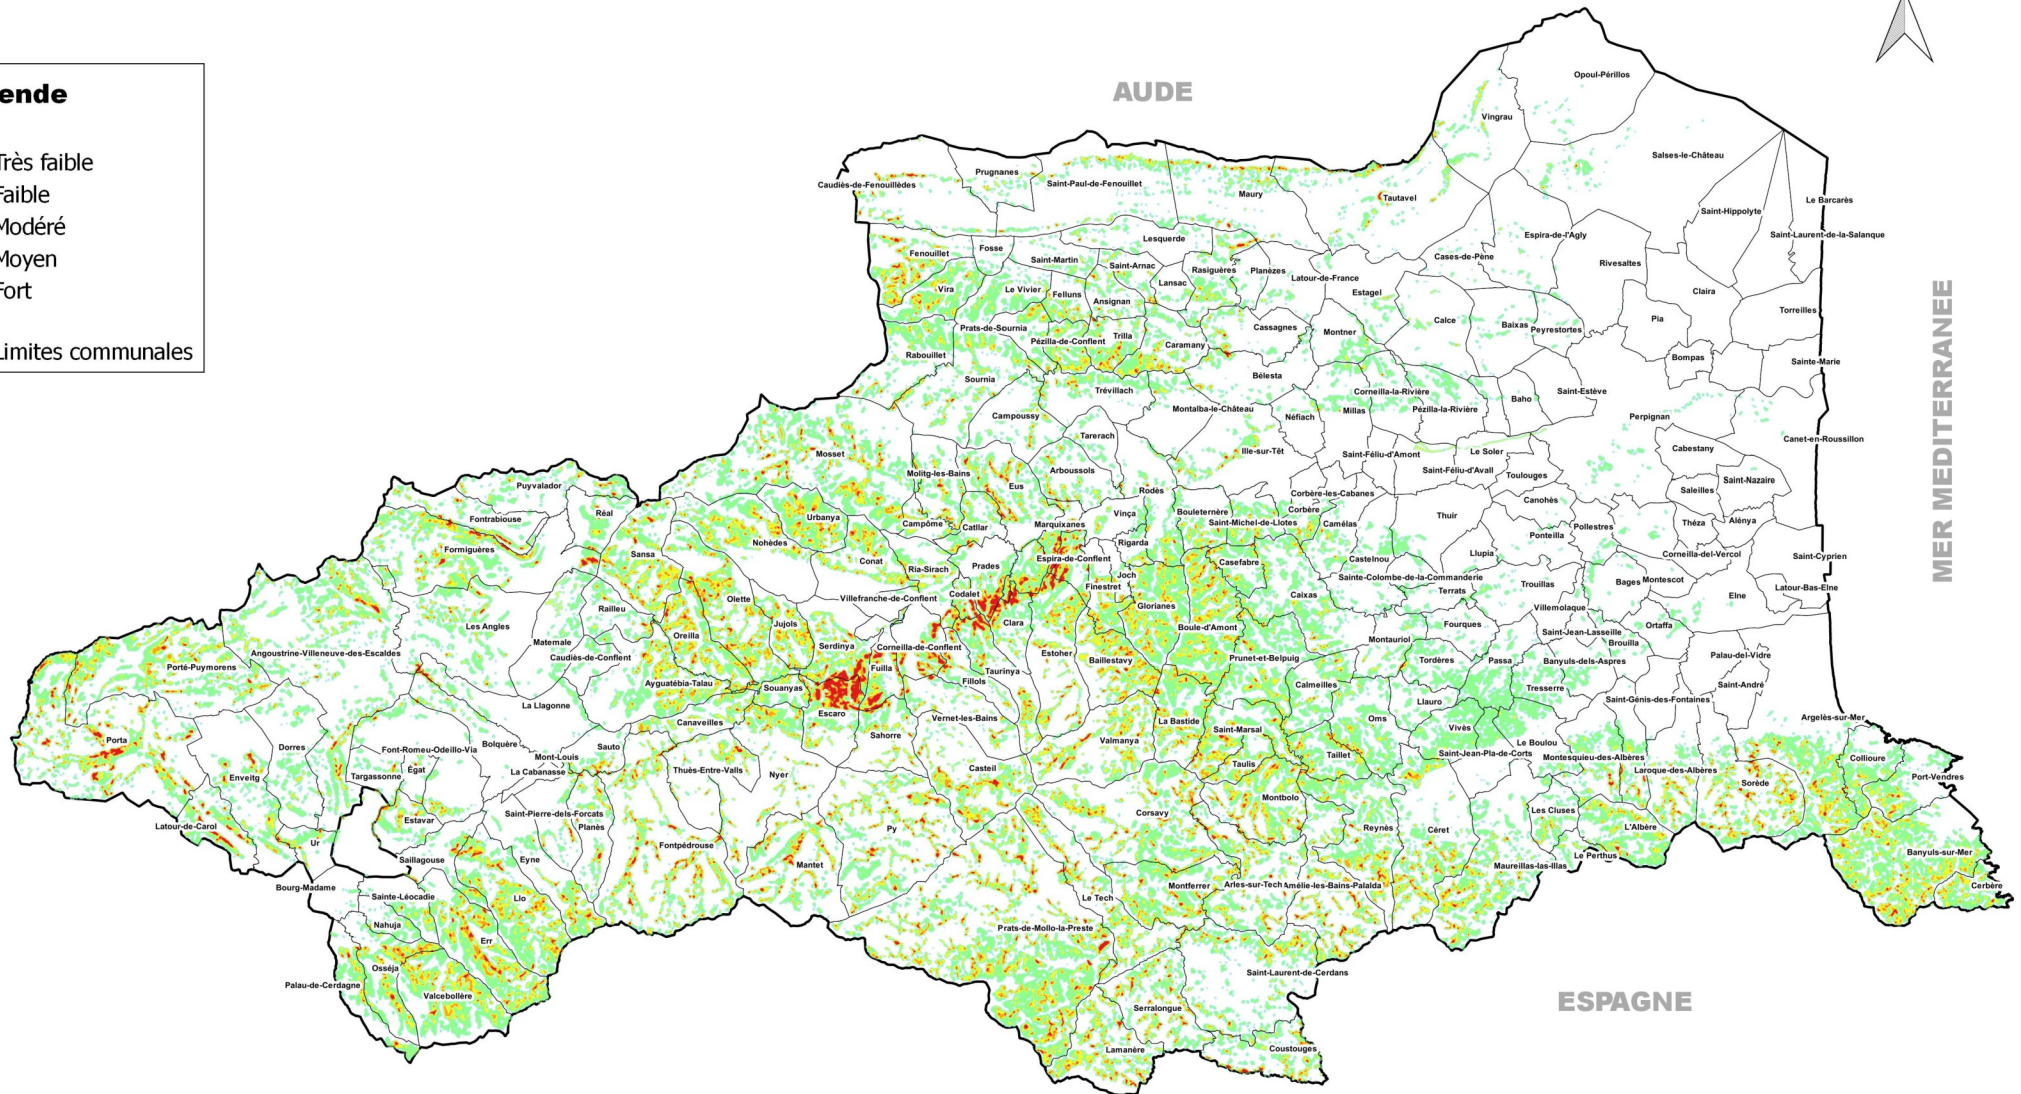 ende
Très faible
Faible
Modéré
Moyen
Fort
Limites communales
AUDE
MER MEDITERRANEE
ESPAGNE
Opoul-Périllos
Vingrau
Salses-le-Château
Prugnanes
Caudiès-de-Fenouillèdes
Saint-Paul-de-Fenouillet
Maury
Tautavel
Le Barcarès
Saint-Hippolyte
Saint-Laurent-de-la-Salanque
Espira-de-l'Agly
Lesquerde
Fosse
Fenouillet
Saint-Martin
Saint-Arnac
Cases-de-Pène
Rivesaltes
Rasiguères
Planèzes
Latour-de-France
Lansac
Vira
Le Vivier
Felluns
Ansignan
Estagel
Claira
Torreilles
Calce
Baixas
Peyrestortes
Pia
Prats-de-Sournia
Cassagnes
Montner
Trilla
Pézilla-de-Conflent
Caramany
Rabouillet
Bompas
Sainte-Marie
Bélesta
Sournia
Trévillach
Corneilla-la-Rivière
Saint-Estève
Baho
Campoussy
Montalba-le-Château
Néfiach
Millas
Pézilla-la-Rivière
Perpignan
Tarerach
Canet-en-Roussillon
Mosset
Ille-sur-Têt
Saint-Féliu-d'Amont
Le Soler
Cabestany
Molitg-les-Bains
Arboussols
Saint-Féliu-d'Avall
Toulouges
Saint-Nazaire
Puyvalador
Eus
Rodès
Corbère-les-Cabanes
Saleilles
Canohès
Réal
Vinça
Bouleternère
Corbère
Fontrabiouse
Urbanya
Campôme
Catllar
Marquixanes
Saint-Michel-de-Llotes
Camélas
Thuir
Pollestres
Théza
Alénya
Ponteilla
Nohèdes
Rigarda
Formiguères
Sansa
Conat
Espira-de-Conflent
Casefabre
Castelnou
Llupia
Corneilla-del-Vercol
Saint-Cyprien
Ria-Sirach
Prades
Joch
Sainte-Colombe-de-la-Commanderie
Trouillas
Bages
Montescot
Finestret
Terrats
Latour-Bas-Elne
Olette
Villefranche-de-Conflent
Codalet
Caixas
Elne
Railleu
Glorianes
Villemolaque
Les Angles
Jujols
Clara
Boule-d'Amont
Fourques
Ortaffa
Saint-Jean-Lasseille
Oreilla
Matemale
Serdinya
Corneilla-de-Conflent
Montauriol
Brouilla
Angoustrine-Villeneuve-des-Escaldes
Caudiès-de-Conflent
Estoher
Baillestavy
Prunet-et-Belpuig
Tordères
Passa
Banyuls-dels-Aspres
Palau-del-Vidre
Porté-Puymorens
Fuilla
Taurinya
Ayguatébia-Talau
Souanyas
Fillols
Calmeilles
Tresserre
Saint-André
La Llagonne
Llauro
Saint-Génis-des-Fontaines
Escaro
Vernet-les-Bains
La Bastide
Oms
Argelès-sur-Mer
Canaveilles
Saint-Marsal
Vivès
Sahorre
Valmanya
Porta
Dorres
Font-Romeu-Odeillo-Via
Bolquère
Sauto
Le Boulou
Mont-Louis
Taillet
Saint-Jean-Pla-de-Corts
Montesquieu-des-Albères
Collioure
Enveitg
Targassonne
Égat
La Cabanasse
Thuès-Entre-Valls
Nyer
Casteil
Taulis
Laroque-des-Albères
Port-Vendres
Sorède
Montbolo
Saint-Pierre-dels-Forcats
Corsavy
Les Cluses
Latour-de-Carol
Estavar
Planès
Py
Reynès
Céret
L'Albère
Ur
Fontpédrouse
Saillagouse
Eyne
Mantet
Le Perthus
Banyuls-sur-Mer
Maureillas-las-Illas
Bourg-Madame
Montferrer
Arles-sur-Tech
Amélie-les-Bains-Palalda
Cerbère
Sainte-Léocadie
Llo
Le Tech
Nahuja
Prats-de-Mollo-la-Preste
Err
Osséja
Saint-Laurent-de-Cerdans
Palau-de-Cerdagne
Valcebollère
Serralongue
Lamanère
Coustouges